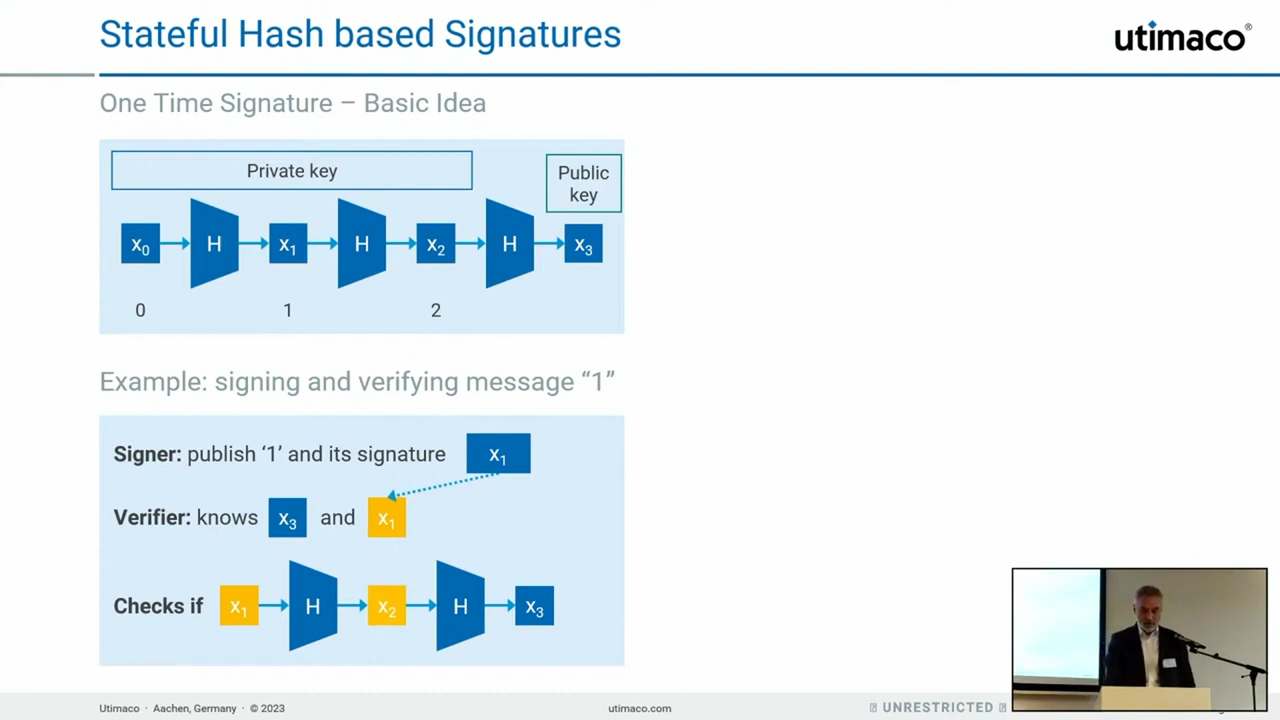 Stateful Hash based Signatures
utimaco®
One Time Signature – Basic Idea
Private key
Public
key
x₀ H x₁ H x₂ H x₃
0 1 2
Example: signing and verifying message “1”
Signer: publish ‘1’ and its signature x₁
Verifier: knows x₃ and x₁
Checks if x₁ H x₂ H x₃
Utimaco · Aachen, Germany · © 2023
utimaco.com
UNRESTRICTED